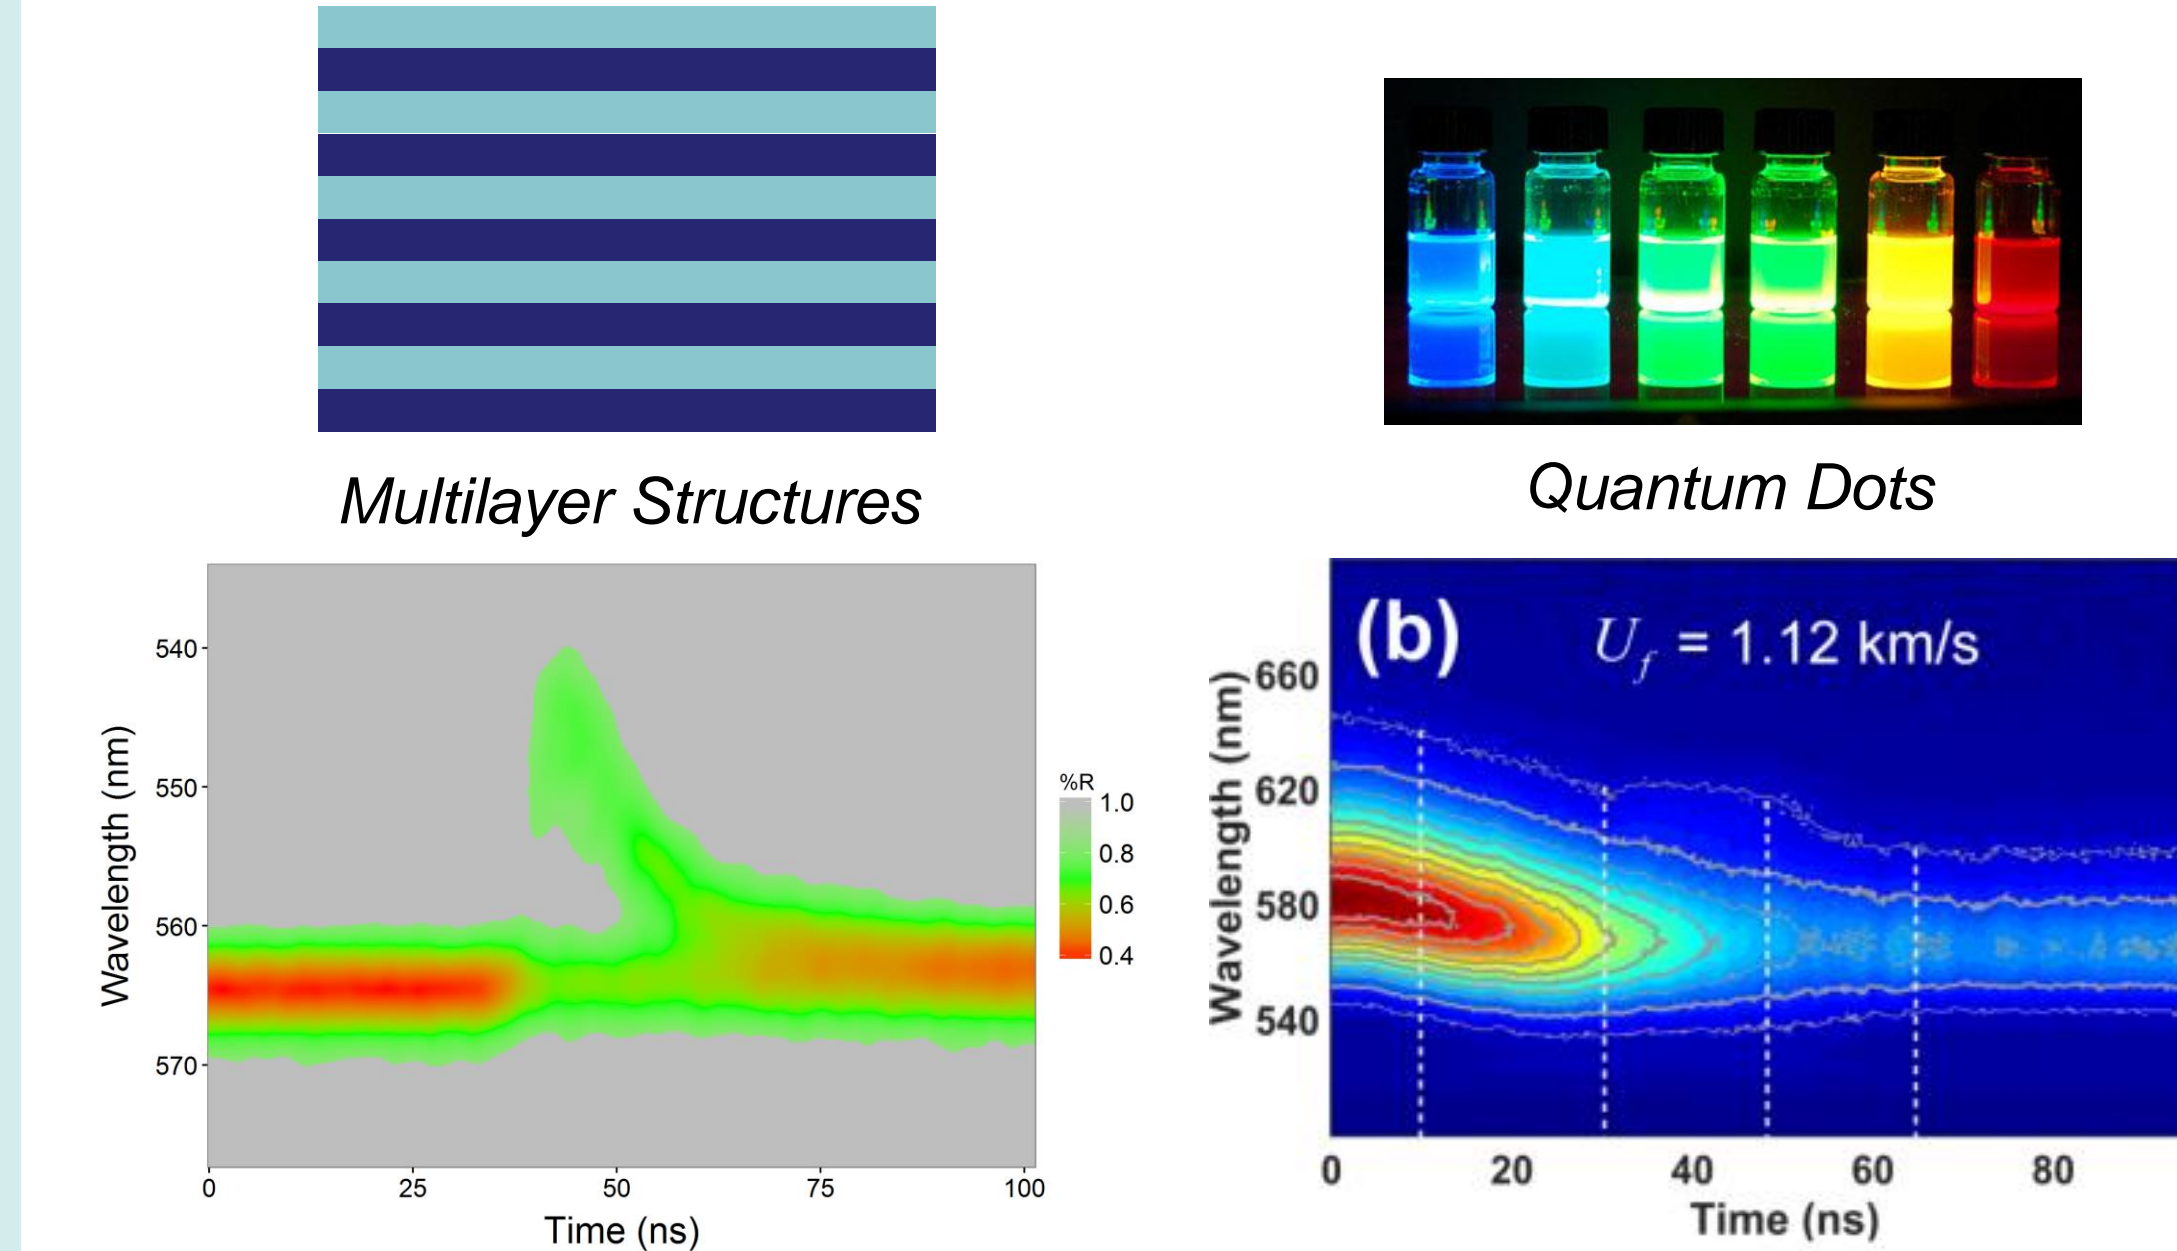 Multilayer Structures
Quantum Dots
540
550
560
570
Wavelength (nm)
0
25
50
75
100
Time (ns)
%R
1.0
0.8
0.6
0.4
(b)
U_f = 1.12 km/s
660
620
580
540
Wavelength (nm)
0
20
40
60
80
Time (ns)